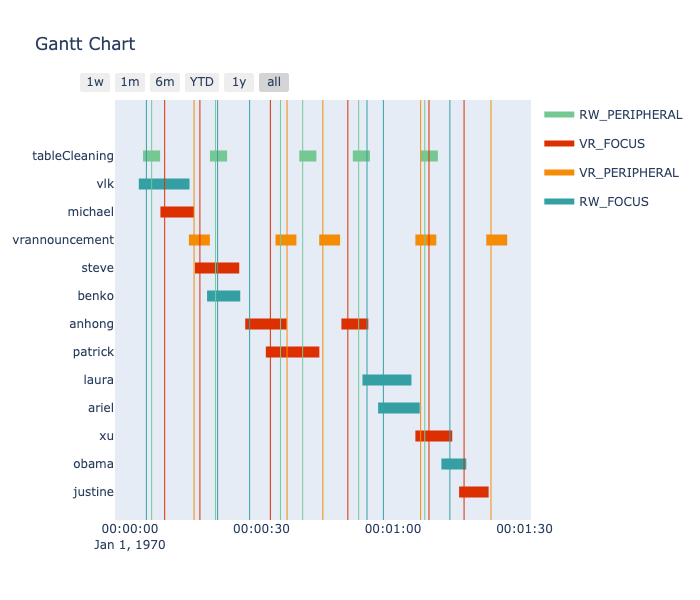 Gantt Chart
1w 1m 6m YTD 1y all
RW_PERIPHERAL
VR_FOCUS
VR_PERIPHERAL
RW_FOCUS
tableCleaning
vlk
michael
vrannouncement
steve
benko
anhong
patrick
laura
ariel
xu
obama
justine
00:00:00 00:00:30 00:01:00 00:01:30
Jan 1, 1970